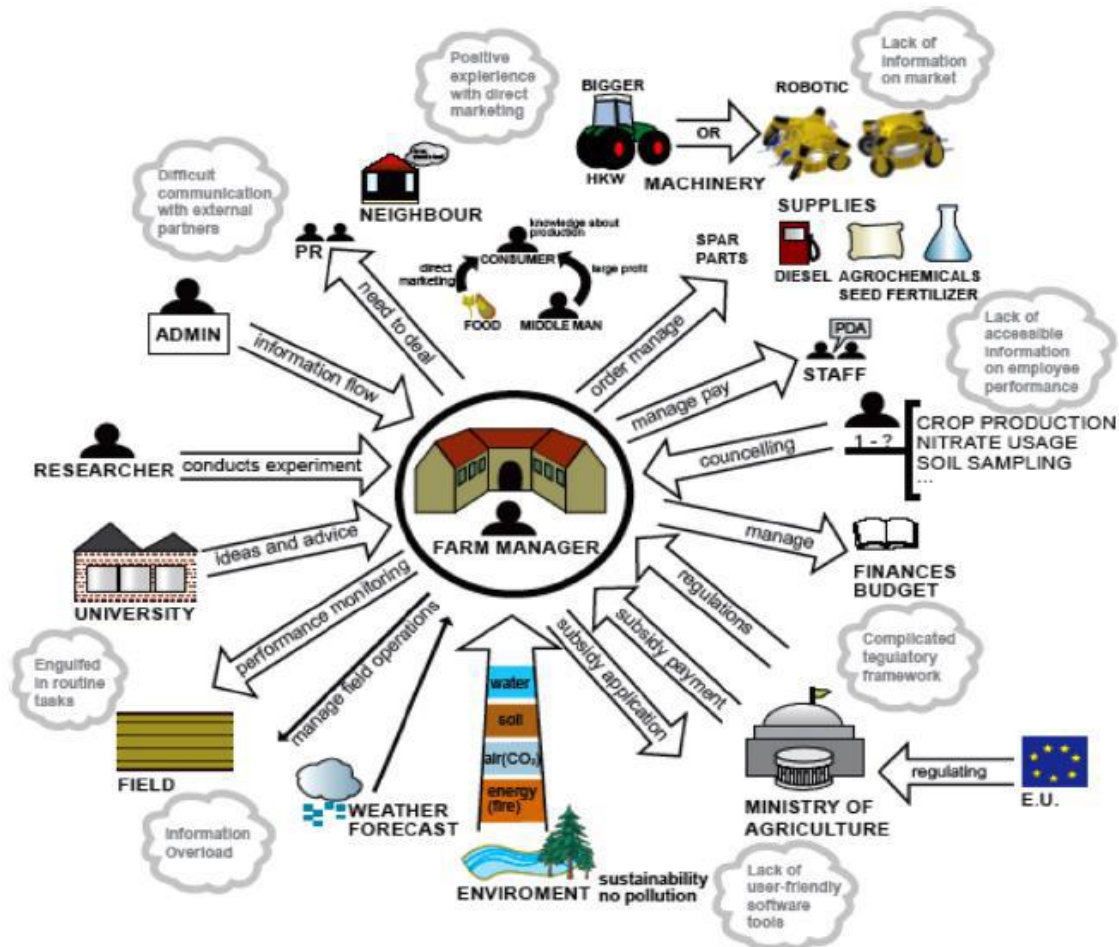 Positive
expierience
with direct
marketing
Lack of
information
on market
BIGGER
ROBOTIC
OR
HKW
MACHINERY
Difficult
communication
with external
partners
NEIGHBOUR
PR
SUPPLIES
SPAR
PARTS
DIESEL
AGROCHEMICALS
SEED FERTILIZER
knowledge about
production
CONSUMER
direct
marketing
large profit
FOOD
MIDDLE MAN
ADMIN
need to deal
information flow
order manage
manage pay
PDA
STAFF
Lack of
accessible
information
on employee
performance
RESEARCHER
conducts experiment
councelling
1 - ?
CROP PRODUCTION
NITRATE USAGE
SOIL SAMPLING
...
FARM MANAGER
UNIVERSITY
ideas and advice
manage
FINANCES
BUDGET
performance monitoring
manage field operations
regulations
subsidy payment
subsidy application
Engulfed
in routine
tasks
Complicated
tegulatory
framework
FIELD
WEATHER
FORECAST
water
soil
air(CO₂)
energy
(fire)
MINISTRY OF
AGRICULTURE
regulating
E.U.
Information
Overload
ENVIROMENT
sustainability
no pollution
Lack of
user-friendly
software
tools